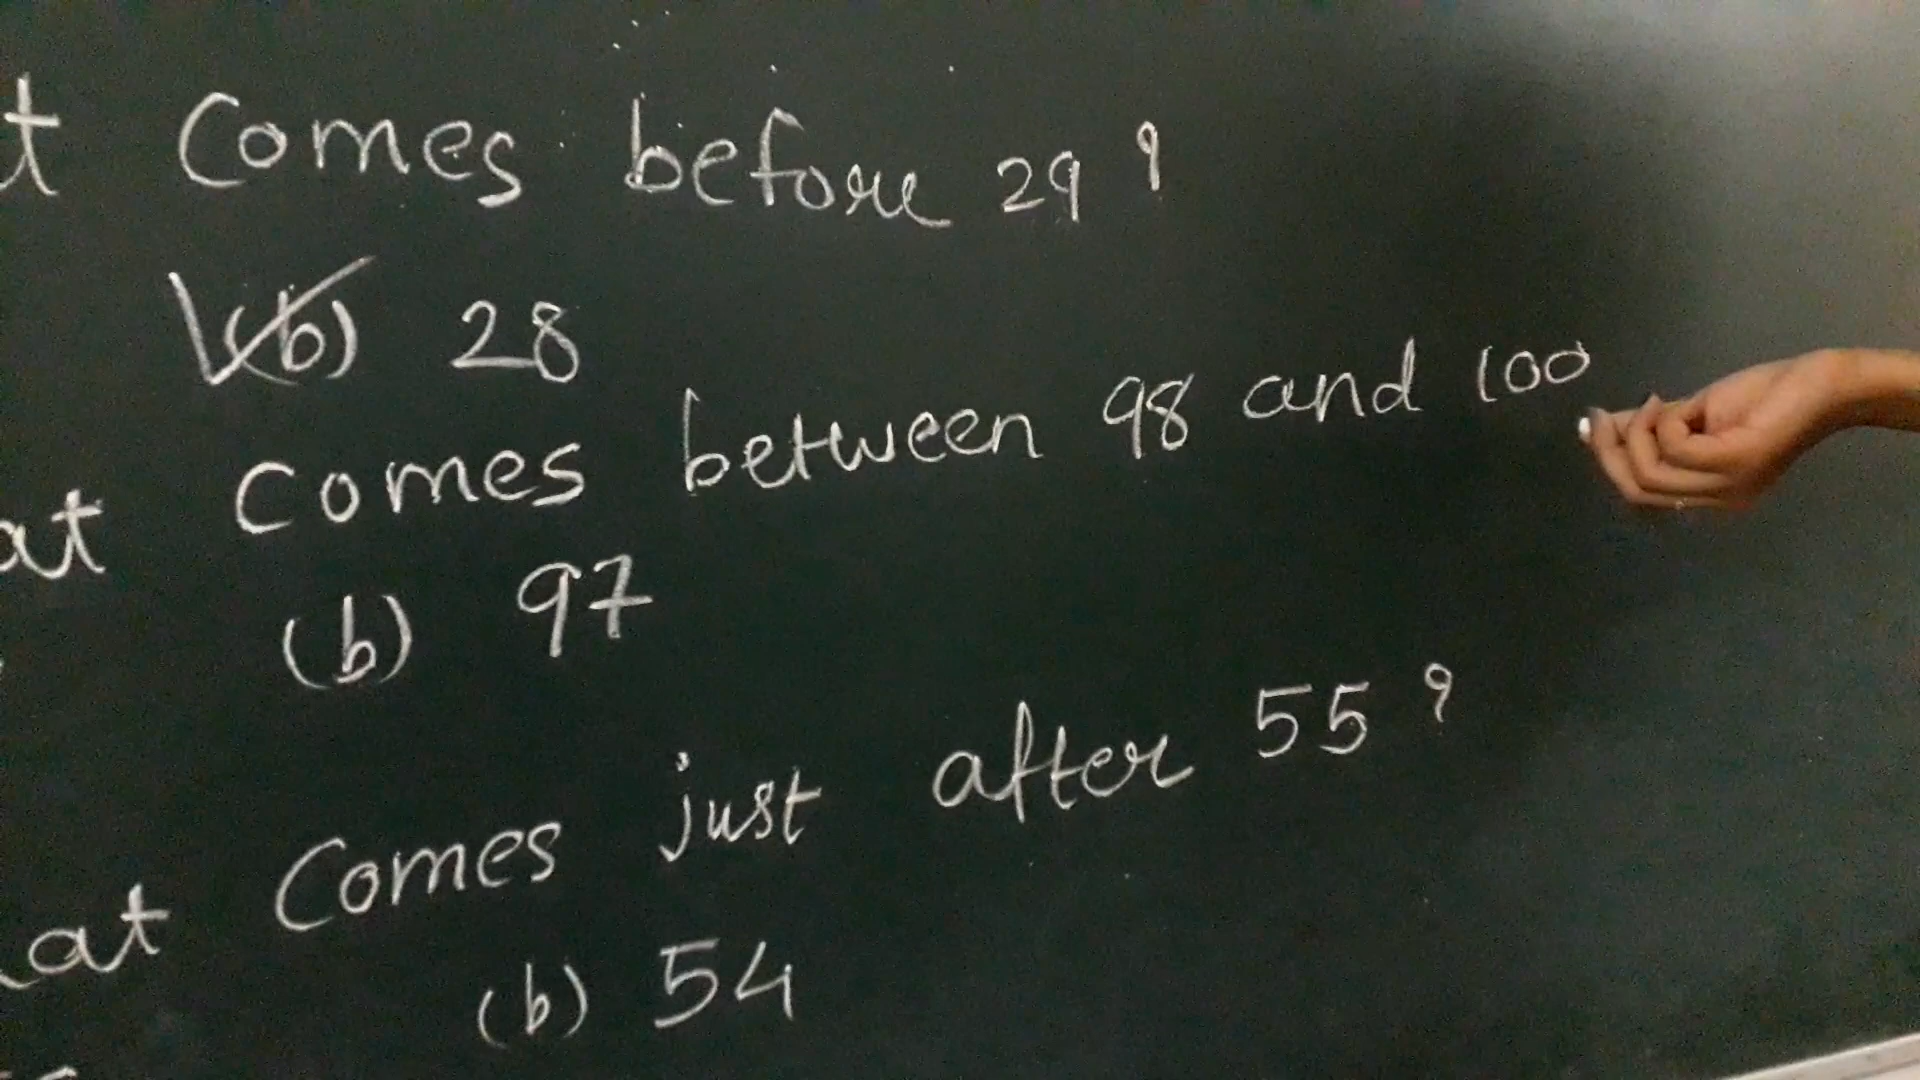 t Comes before 29 ?
(b) 28
at comes between 98 and 100
(b) 97
at Comes just after 55 ?
(b) 54